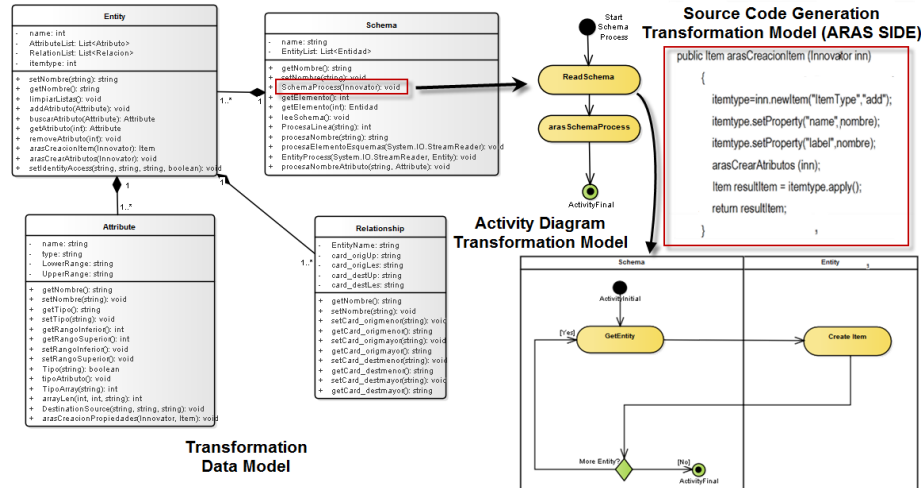 Entity
- name: int
- AttributeList: List<Atributo>
- RelationList: List<Relacion>
- itemtype: int
+ setNombre(string): string
+ getNombre(): string
+ limpiarListas(): void
+ addAtributo(Attribute): void
+ buscarAtributo(Attribute): Attribute
+ getAtributo(int): Attribute
+ removeAtributo(int): void
+ arasCreacionItem(Innovator): Item
+ arasCrearAtributos(Innovator): void
+ setIdentityAccess(string, string, string, boolean): void
1..*
1
Schema
- name: string
- EntityList: List<Entidad>
+ getNombre(): string
+ setNombre(string): void
+ SchemaProcess(Innovator): void
+ getElemento(): int
+ getElemento(int): Entidad
+ leeSchema(): void
+ ProcesaLinea(string): int
+ procesaNombre(string): string
+ procesaElementoEsquemas(System.IO.StreamReader): void
+ EntityProcess(System.IO.StreamReader, Entity): void
+ procesaNombreAtributo(string, Attribute): void
Start
Schema
Process
ReadSchema
arasSchemaProcess
ActivityFinal
Source Code Generation
Transformation Model (ARAS SIDE)
public Item arasCreacionItem (Innovator inn)
{
itemtype=inn.newItem("ItemType","add");
itemtype.setProperty("name",nombre);
itemtype.setProperty("label",nombre);
arasCrearAtributos (inn);
Item resultItem = itemtype.apply();
return resultItem;
}
1
1..*
1
1..*
Attribute
- name: string
- type: string
- LowerRange: string
- UpperRange: string
+ getNombre(): string
+ setNombre(string): void
+ getTipo(): string
+ setTipo(string): void
+ getRangoInferior(): int
+ getRangoSuperior(): int
+ setRangoInferior(): void
+ setRangoSuperior(): void
+ Tipo(string): boolean
+ tipoAtributo(): void
+ TipoArray(string): int
+ arrayLen(int, int, string): int
+ DestinationSource(string, string, string): void
+ arasCreacionPropiedades(Innovator, Item): void
Relationship
- EntityName: string
- card_origUp: string
- card_origLes: string
- card_destUp: string
- card_destLes: string
+ getNombre(): string
+ setNombre(string): void
+ setCard_origmenor(string): void
+ getCard_origmenor(): string
+ setCard_origmayor(string): void
+ getCard_origmayor(): string
+ setCard_destmenor(string): void
+ getCard_destmenor(): string
+ setCard_destmayor(string): void
+ getCard_destmayor(): string
Activity Diagram
Transformation Model
Schema
Entity
1
ActivityInitial
[Yes]
GetEntity
Create Item
More Entity?
[No]
ActivityFinal
Transformation
Data Model